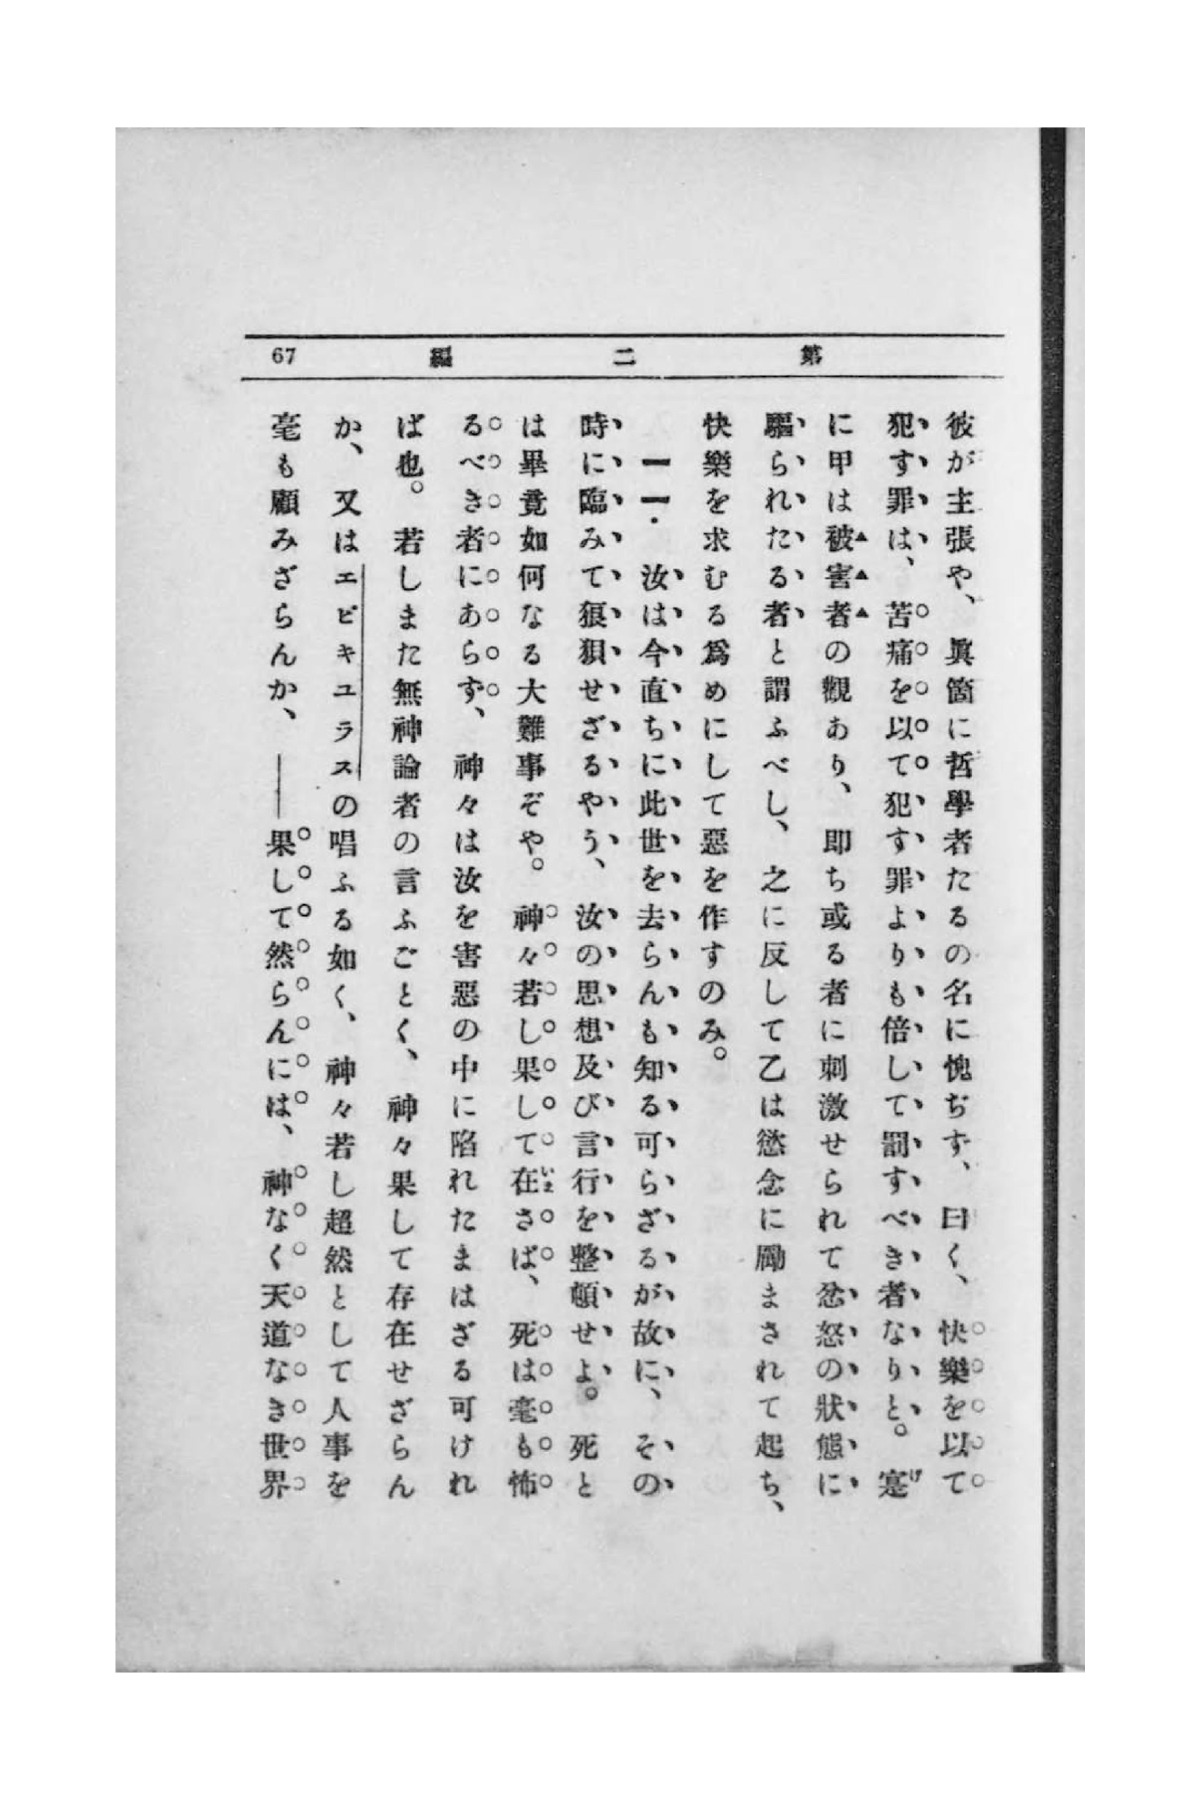 第二編
67
彼が主張や、眞箇に哲學者たるの名に愧ぢず、曰く、快樂を以て
犯す罪は、苦痛を以て犯す罪よりも倍して罰すべき者なりと。寔
に甲は被害者の觀あり、即ち或る者に刺激せられて忿怒の狀態に
驅られたる者と謂ふべし、之に反して乙は慾念に勵まされて起ち、
快樂を求むる爲めにして惡を作すのみ。
一一. 汝は今直ちに此世を去らんも知る可らざるが故に、その
時に臨みて狼狽せざるやう、汝の思想及び言行を整頓せよ。死と
は畢竟如何なる大難事ぞや。神々若し果して在さば、死は毫も怖
るべき者にあらず、神々は汝を害惡の中に陷れたまはざる可けれ
ば也。若しまた無神論者の言ふごとく、神々果して存在せざらん
か、又はエピキユラスの唱ふる如く、神々若し超然として人事を
毫も顧みざらんか、――果して然らんには、神なく天道なき世界